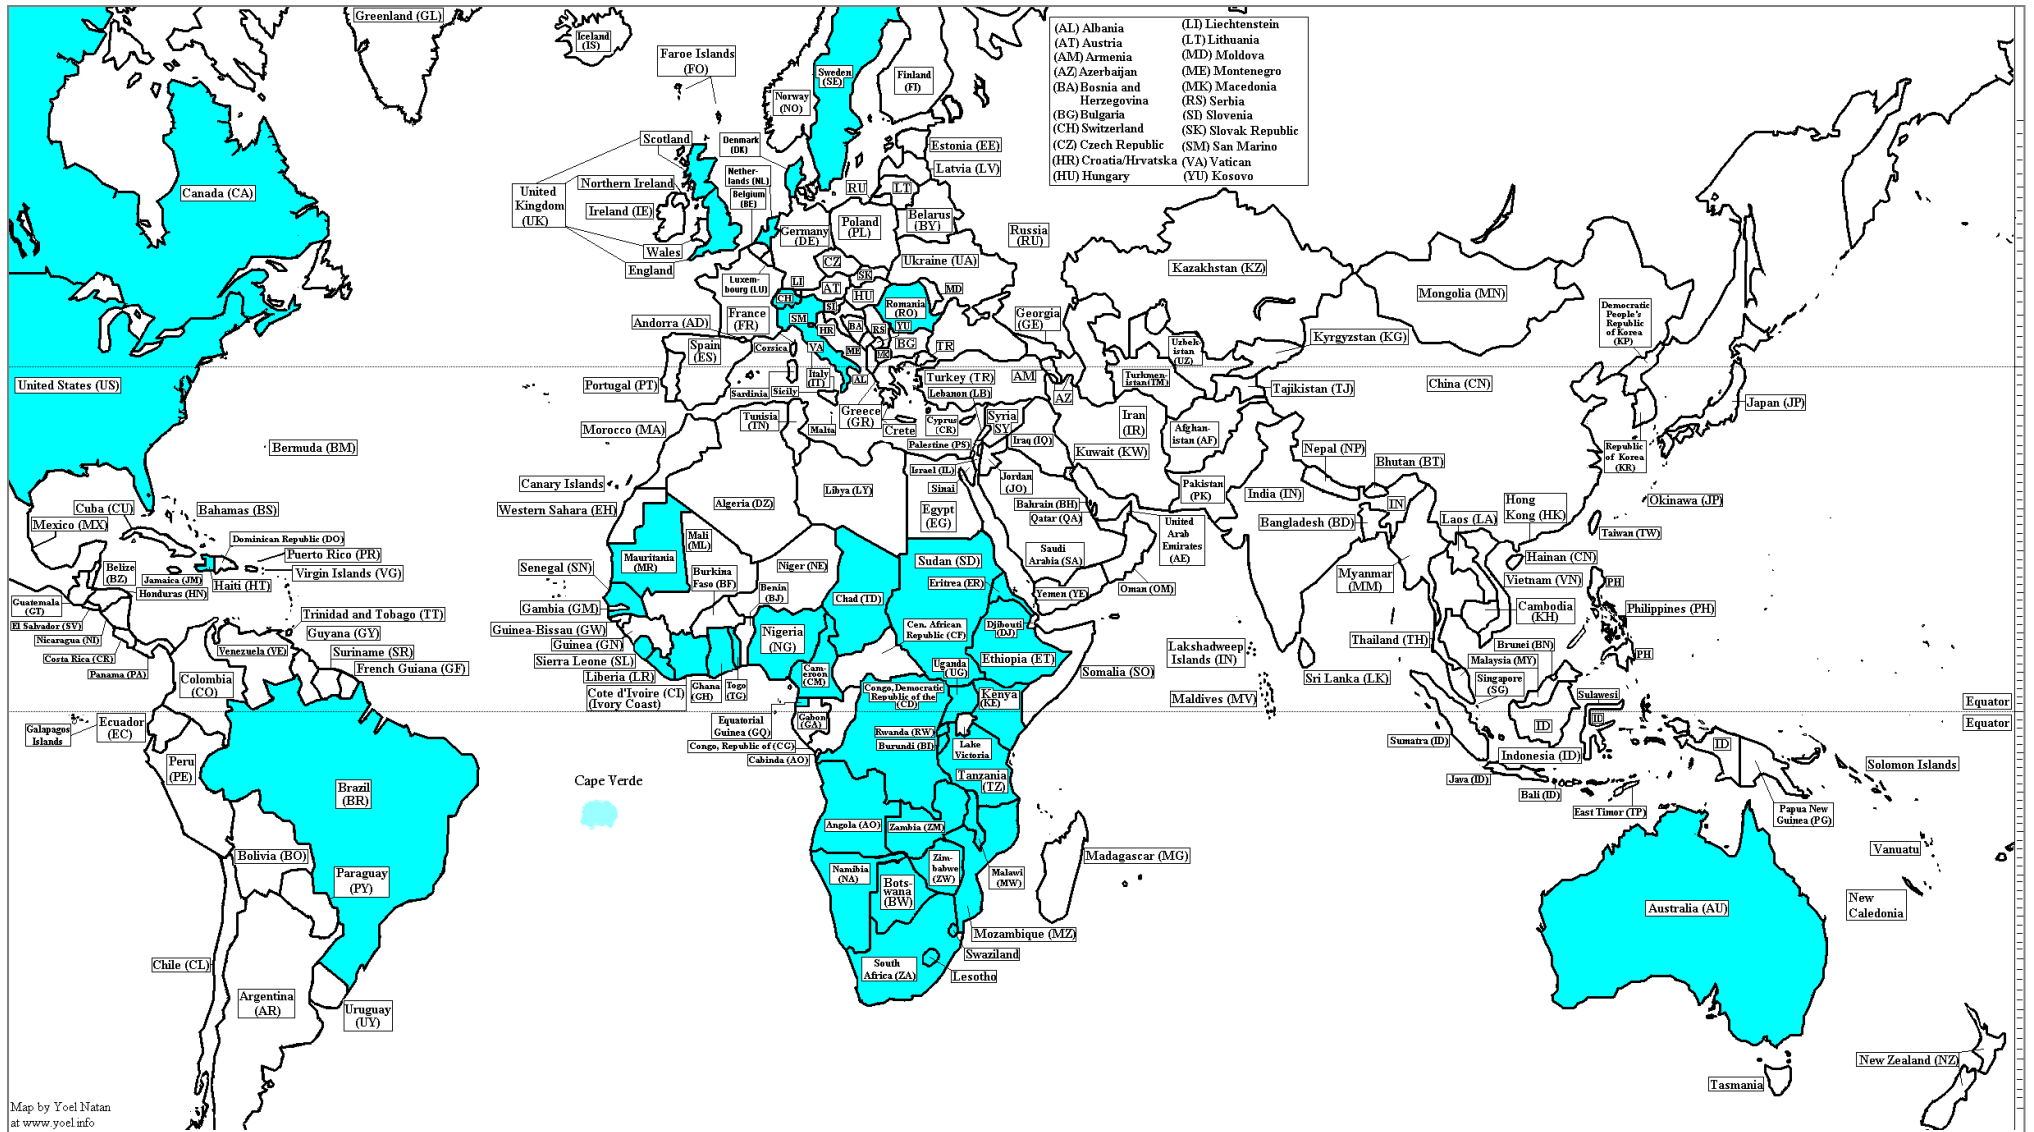 Greenland (GL)
Iceland
(IS)
Faroe Islands
(FO)
Norway
(NO)
Sweden
(SE)
Finland
(FI)
(AL) Albania
(AT) Austria
(AM) Armenia
(AZ) Azerbaijan
(BA) Bosnia and
Herzegovina
(BG) Bulgaria
(CH) Switzerland
(CZ) Czech Republic
(HR) Croatia/Hrvatska
(HU) Hungary
(LI) Liechtenstein
(LT) Lithuania
(MD) Moldova
(ME) Montenegro
(MK) Macedonia
(RS) Serbia
(SI) Slovenia
(SK) Slovak Republic
(SM) San Marino
(VA) Vatican
(YU) Kosovo
Scotland
Denmark
(DK)
Estonia (EE)
Latvia (LV)
Canada (CA)
United
Kingdom
(UK)
Northern Ireland
Ireland (IE)
Wales
England
Nether-
lands (NL)
Belgium
(BE)
RU
LT
Belarus
(BY)
Poland
(PL)
Germany
(DE)
Russia
(RU)
Ukraine (UA)
CZ
SK
LI
AT
HU
MD
Luxem-
bourg (LU)
CH
SI
Romania
(RO)
YU
SM
HR
BA
RS
BG
ME
MK
VA
AL
TR
France
(FR)
Andorra (AD)
Spain
(ES)
Corsica
Portugal (PT)
Sardinia
Sicily
Italy
(IT)
Greece
(GR)
Crete
Malta
Tunisia
(TN)
Georgia
(GE)
AM
AZ
Turkey (TR)
Lebanon (LB)
Cyprus
(CR)
Syria
SY
Iraq (IQ)
Palestine (PS)
Israel (IL)
Sinai
Jordan
(JO)
Kuwait (KW)
Iran
(IR)
Kazakhstan (KZ)
Uzbek-
istan
(UZ)
Turkmen-
istan (TM)
Kyrgyzstan (KG)
Tajikistan (TJ)
Afghan-
istan (AF)
Mongolia (MN)
Democratic
People's
Republic
of Korea
(KP)
China (CN)
Japan (JP)
Republic
of Korea
(KR)
Okinawa (JP)
Taiwan (TW)
United States (US)
Bermuda (BM)
Bahamas (BS)
Cuba (CU)
Mexico (MX)
Dominican Republic (DO)
Puerto Rico (PR)
Virgin Islands (VG)
Belize
(BZ)
Jamaica (JM)
Haiti (HT)
Honduras (HN)
Guatemala
(GT)
El Salvador (SV)
Nicaragua (NI)
Costa Rica (CR)
Panama (PA)
Trinidad and Tobago (TT)
Guyana (GY)
Suriname (SR)
French Guiana (GF)
Venezuela (VE)
Colombia
(CO)
Galapagos
Islands
Ecuador
(EC)
Peru
(PE)
Brazil
(BR)
Bolivia (BO)
Paraguay
(PY)
Chile (CL)
Argentina
(AR)
Uruguay
(UY)
Morocco (MA)
Canary Islands
Western Sahara (EH)
Algeria (DZ)
Libya (LY)
Egypt
(EG)
Mauritania
(MR)
Mali
(ML)
Niger (NE)
Chad (TD)
Sudan (SD)
Eritrea (ER)
Senegal (SN)
Gambia (GM)
Guinea-Bissau (GW)
Guinea (GN)
Sierra Leone (SL)
Liberia (LR)
Cote d'Ivoire (CI)
(Ivory Coast)
Burkina
Faso (BF)
Benin
(BJ)
Ghana
(GH)
Togo
(TG)
Nigeria
(NG)
Cam-
eroon
(CM)
Cen. African
Republic (CF)
Djibouti
(DJ)
Ethiopia (ET)
Somalia (SO)
Uganda
(UG)
Kenya
(KE)
Congo, Democratic
Republic of the
(CD)
Gabon
(GA)
Equatorial
Guinea (GQ)
Congo, Republic of (CG)
Cabinda (AO)
Rwanda (RW)
Burundi (BI)
Lake
Victoria
Tanzania
(TZ)
Cape Verde
Angola (AO)
Zambia (ZM)
Malawi
(MW)
Zim-
babwe
(ZW)
Namibia
(NA)
Bots-
wana
(BW)
Mozambique (MZ)
Swaziland
Lesotho
South
Africa (ZA)
Madagascar (MG)
Bahrain (BH)
Qatar (QA)
United
Arab
Emirates
(AE)
Saudi
Arabia (SA)
Yemen (YE)
Oman (OM)
Pakistan
(PK)
India (IN)
Nepal (NP)
Bhutan (BT)
IN
Bangladesh (BD)
Myanmar
(MM)
Laos (LA)
Hong
Kong (HK)
Hainan (CN)
Vietnam (VN)
Cambodia
(KH)
Thailand (TH)
PH
Philippines (PH)
PH
Brunei (BN)
Malaysia (MY)
Singapore
(SG)
Lakshadweep
Islands (IN)
Sri Lanka (LK)
Maldives (MV)
Sulawesi
Sumatra (ID)
ID
ID
ID
Indonesia (ID)
Java (ID)
Bali (ID)
East Timor (TP)
Papua New
Guinea (PG)
Solomon Islands
Equator
Equator
Vanuatu
New
Caledonia
Australia (AU)
Tasmania
New Zealand (NZ)
Map by Yoel Natan
at www.yoel.info